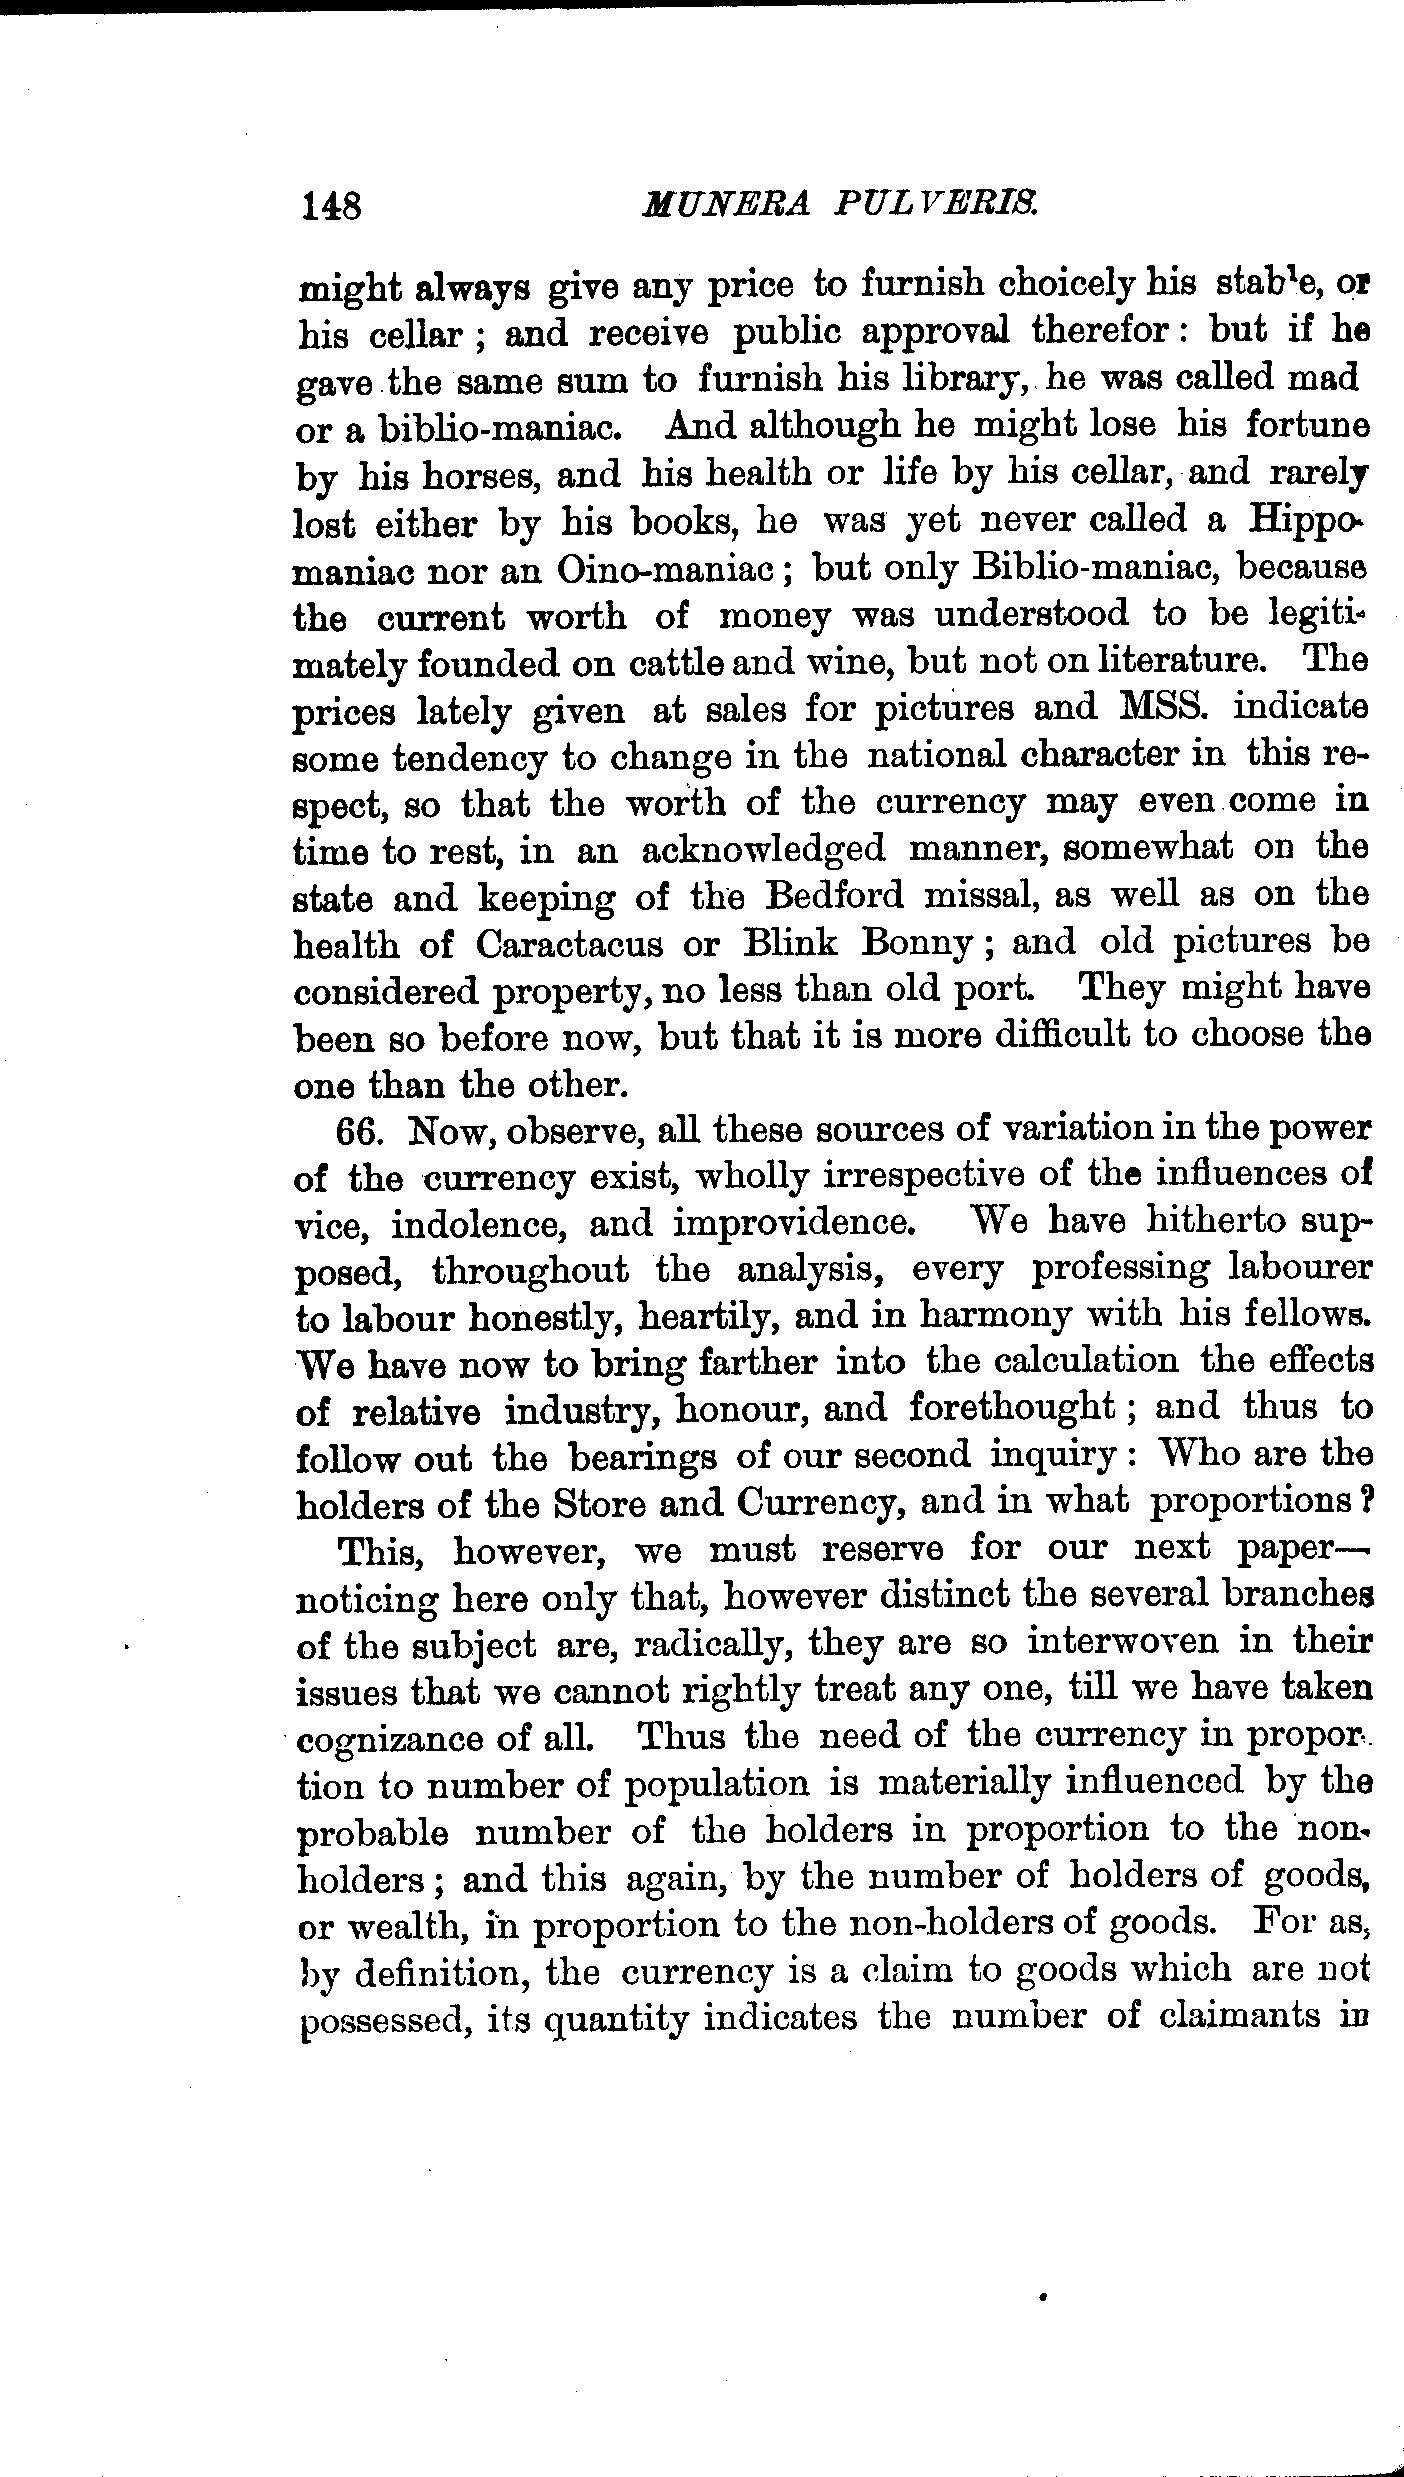 148 MUNERA PULVERIS.
might always give any price to furnish choicely his stable, or
his cellar ; and receive public approval therefor : but if he
gave the same sum to furnish his library, he was called mad
or a biblio-maniac. And although he might lose his fortune
by his horses, and his health or life by his cellar, and rarely
lost either by his books, he was yet never called a Hippo-
maniac nor an Oino-maniac ; but only Biblio-maniac, because
the current worth of money was understood to be legiti-
mately founded on cattle and wine, but not on literature. The
prices lately given at sales for pictures and MSS. indicate
some tendency to change in the national character in this re-
spect, so that the worth of the currency may even come in
time to rest, in an acknowledged manner, somewhat on the
state and keeping of the Bedford missal, as well as on the
health of Caractacus or Blink Bonny ; and old pictures be
considered property, no less than old port. They might have
been so before now, but that it is more difficult to choose the
one than the other.
66. Now, observe, all these sources of variation in the power
of the currency exist, wholly irrespective of the influences of
vice, indolence, and improvidence. We have hitherto sup-
posed, throughout the analysis, every professing labourer
to labour honestly, heartily, and in harmony with his fellows.
We have now to bring farther into the calculation the effects
of relative industry, honour, and forethought ; and thus to
follow out the bearings of our second inquiry : Who are the
holders of the Store and Currency, and in what proportions ?
This, however, we must reserve for our next paper—
noticing here only that, however distinct the several branches
of the subject are, radically, they are so interwoven in their
issues that we cannot rightly treat any one, till we have taken
cognizance of all. Thus the need of the currency in propor-
tion to number of population is materially influenced by the
probable number of the holders in proportion to the non-
holders ; and this again, by the number of holders of goods,
or wealth, in proportion to the non-holders of goods. For as,
by definition, the currency is a claim to goods which are not
possessed, its quantity indicates the number of claimants in